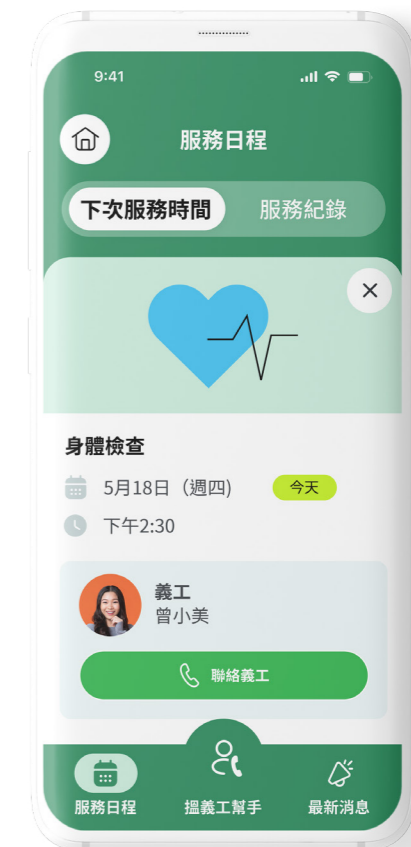 9:41
服務日程
下次服務時間
服務紀錄
身體檢查
5月18日（週四)
今天
下午2:30
義工
曾小美
聯絡義工
服務日程
搵義工幫手
最新消息